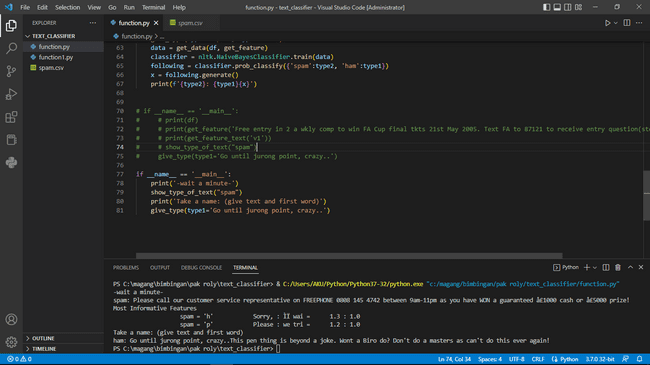 File Edit Selection View Go Run Terminal Help
function.py - text_classifier - Visual Studio Code [Administrator]
EXPLORER
TEXT_CLASSIFIER
function.py
function1.py
spam.csv
OUTLINE
TIMELINE
function.py
spam.csv
function.py > ...
63 data = get_data(df, get_feature)
64 classifier = nltk.NaiveBayesClassifier.train(data)
65 following = classifier.prob_classify({'spam':type2, 'ham':type1})
66 x = following.generate()
67 print(f'{type2}: {type1}{x}')
68
69
70 # if __name__ == '__main__':
71 # # print(df)
72 # # print(get_feature('Free entry in 2 a wkly comp to win FA Cup final tkts 21st May 2005. Text FA to 87121 to receive entry question(st
73 # # print(get_feature_text('v1'))
74 # # show_type_of_text("spam")
75 # give_type(type1='Go until jurong point, crazy..')
76
77 if __name__ == '__main__':
78 print('-wait a minute-')
79 show_type_of_text("spam")
80 print('Take a name: (give text and first word)')
81 give_type(type1='Go until jurong point, crazy..')
PROBLEMS OUTPUT DEBUG CONSOLE TERMINAL
Python
PS C:\magang\bimbingan\pak roly\text_classifier> & C:/Users/AKU/Python/Python37-32/python.exe "c:/magang/bimbingan/pak roly/text_classifier/function.py"
-wait a minute-
spam: Please call our customer service representative on FREEPHONE 0808 145 4742 between 9am-11pm as you have WON a guaranteed å£1000 cash or å£5000 prize!
Most Informative Features
spam = 'h' Sorry, : ÌÏ wai = 1.3 : 1.0
spam = 'p' Please : we tri = 1.2 : 1.0
Take a name: (give text and first word)
ham: Go until jurong point, crazy..This pen thing is beyond a joke. Wont a Biro do? Don't do a masters as can't do this ever again!
PS C:\magang\bimbingan\pak roly\text_classifier>
0 0
Ln 74, Col 34 Spaces: 4 UTF-8 CRLF Python 3.7.0 32-bit